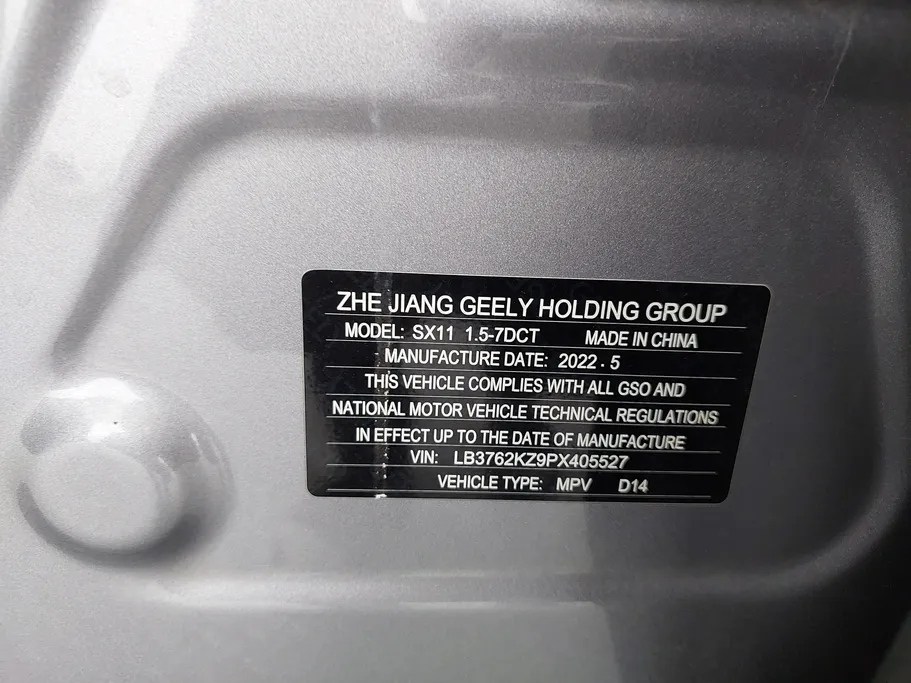 ZHE JIANG GEELY HOLDING GROUP
MODEL: SX11 1.5-7DCT MADE IN CHINA
MANUFACTURE DATE: 2022 . 5
THIS VEHICLE COMPLIES WITH ALL GSO AND
NATIONAL MOTOR VEHICLE TECHNICAL REGULATIONS
IN EFFECT UP TO THE DATE OF MANUFACTURE
VIN: LB3762KZ9PX405527
VEHICLE TYPE: MPV D14